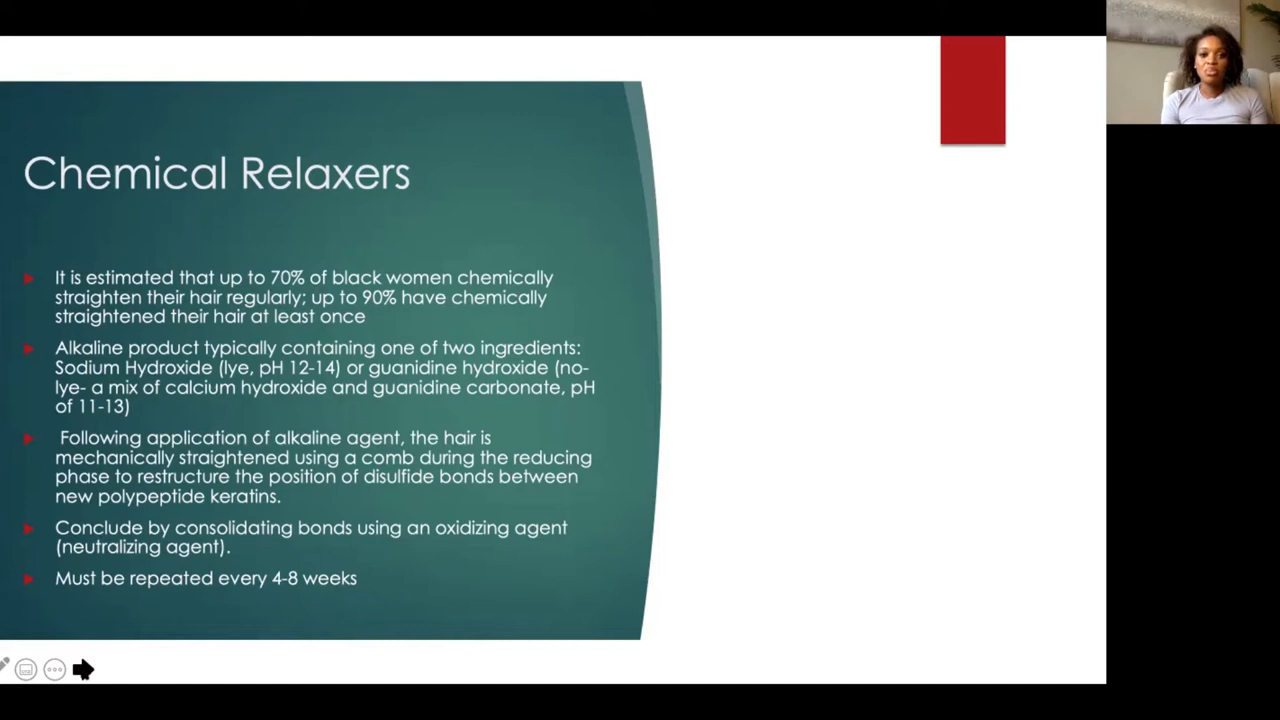 Chemical Relaxers
It is estimated that up to 70% of black women chemically
straighten their hair regularly; up to 90% have chemically
straightened their hair at least once
Alkaline product typically containing one of two ingredients:
Sodium Hydroxide (lye, pH 12-14) or guanidine hydroxide (no-
lye- a mix of calcium hydroxide and guanidine carbonate, pH
of 11-13)
Following application of alkaline agent, the hair is
mechanically straightened using a comb during the reducing
phase to restructure the position of disulfide bonds between
new polypeptide keratins.
Conclude by consolidating bonds using an oxidizing agent
(neutralizing agent).
Must be repeated every 4-8 weeks